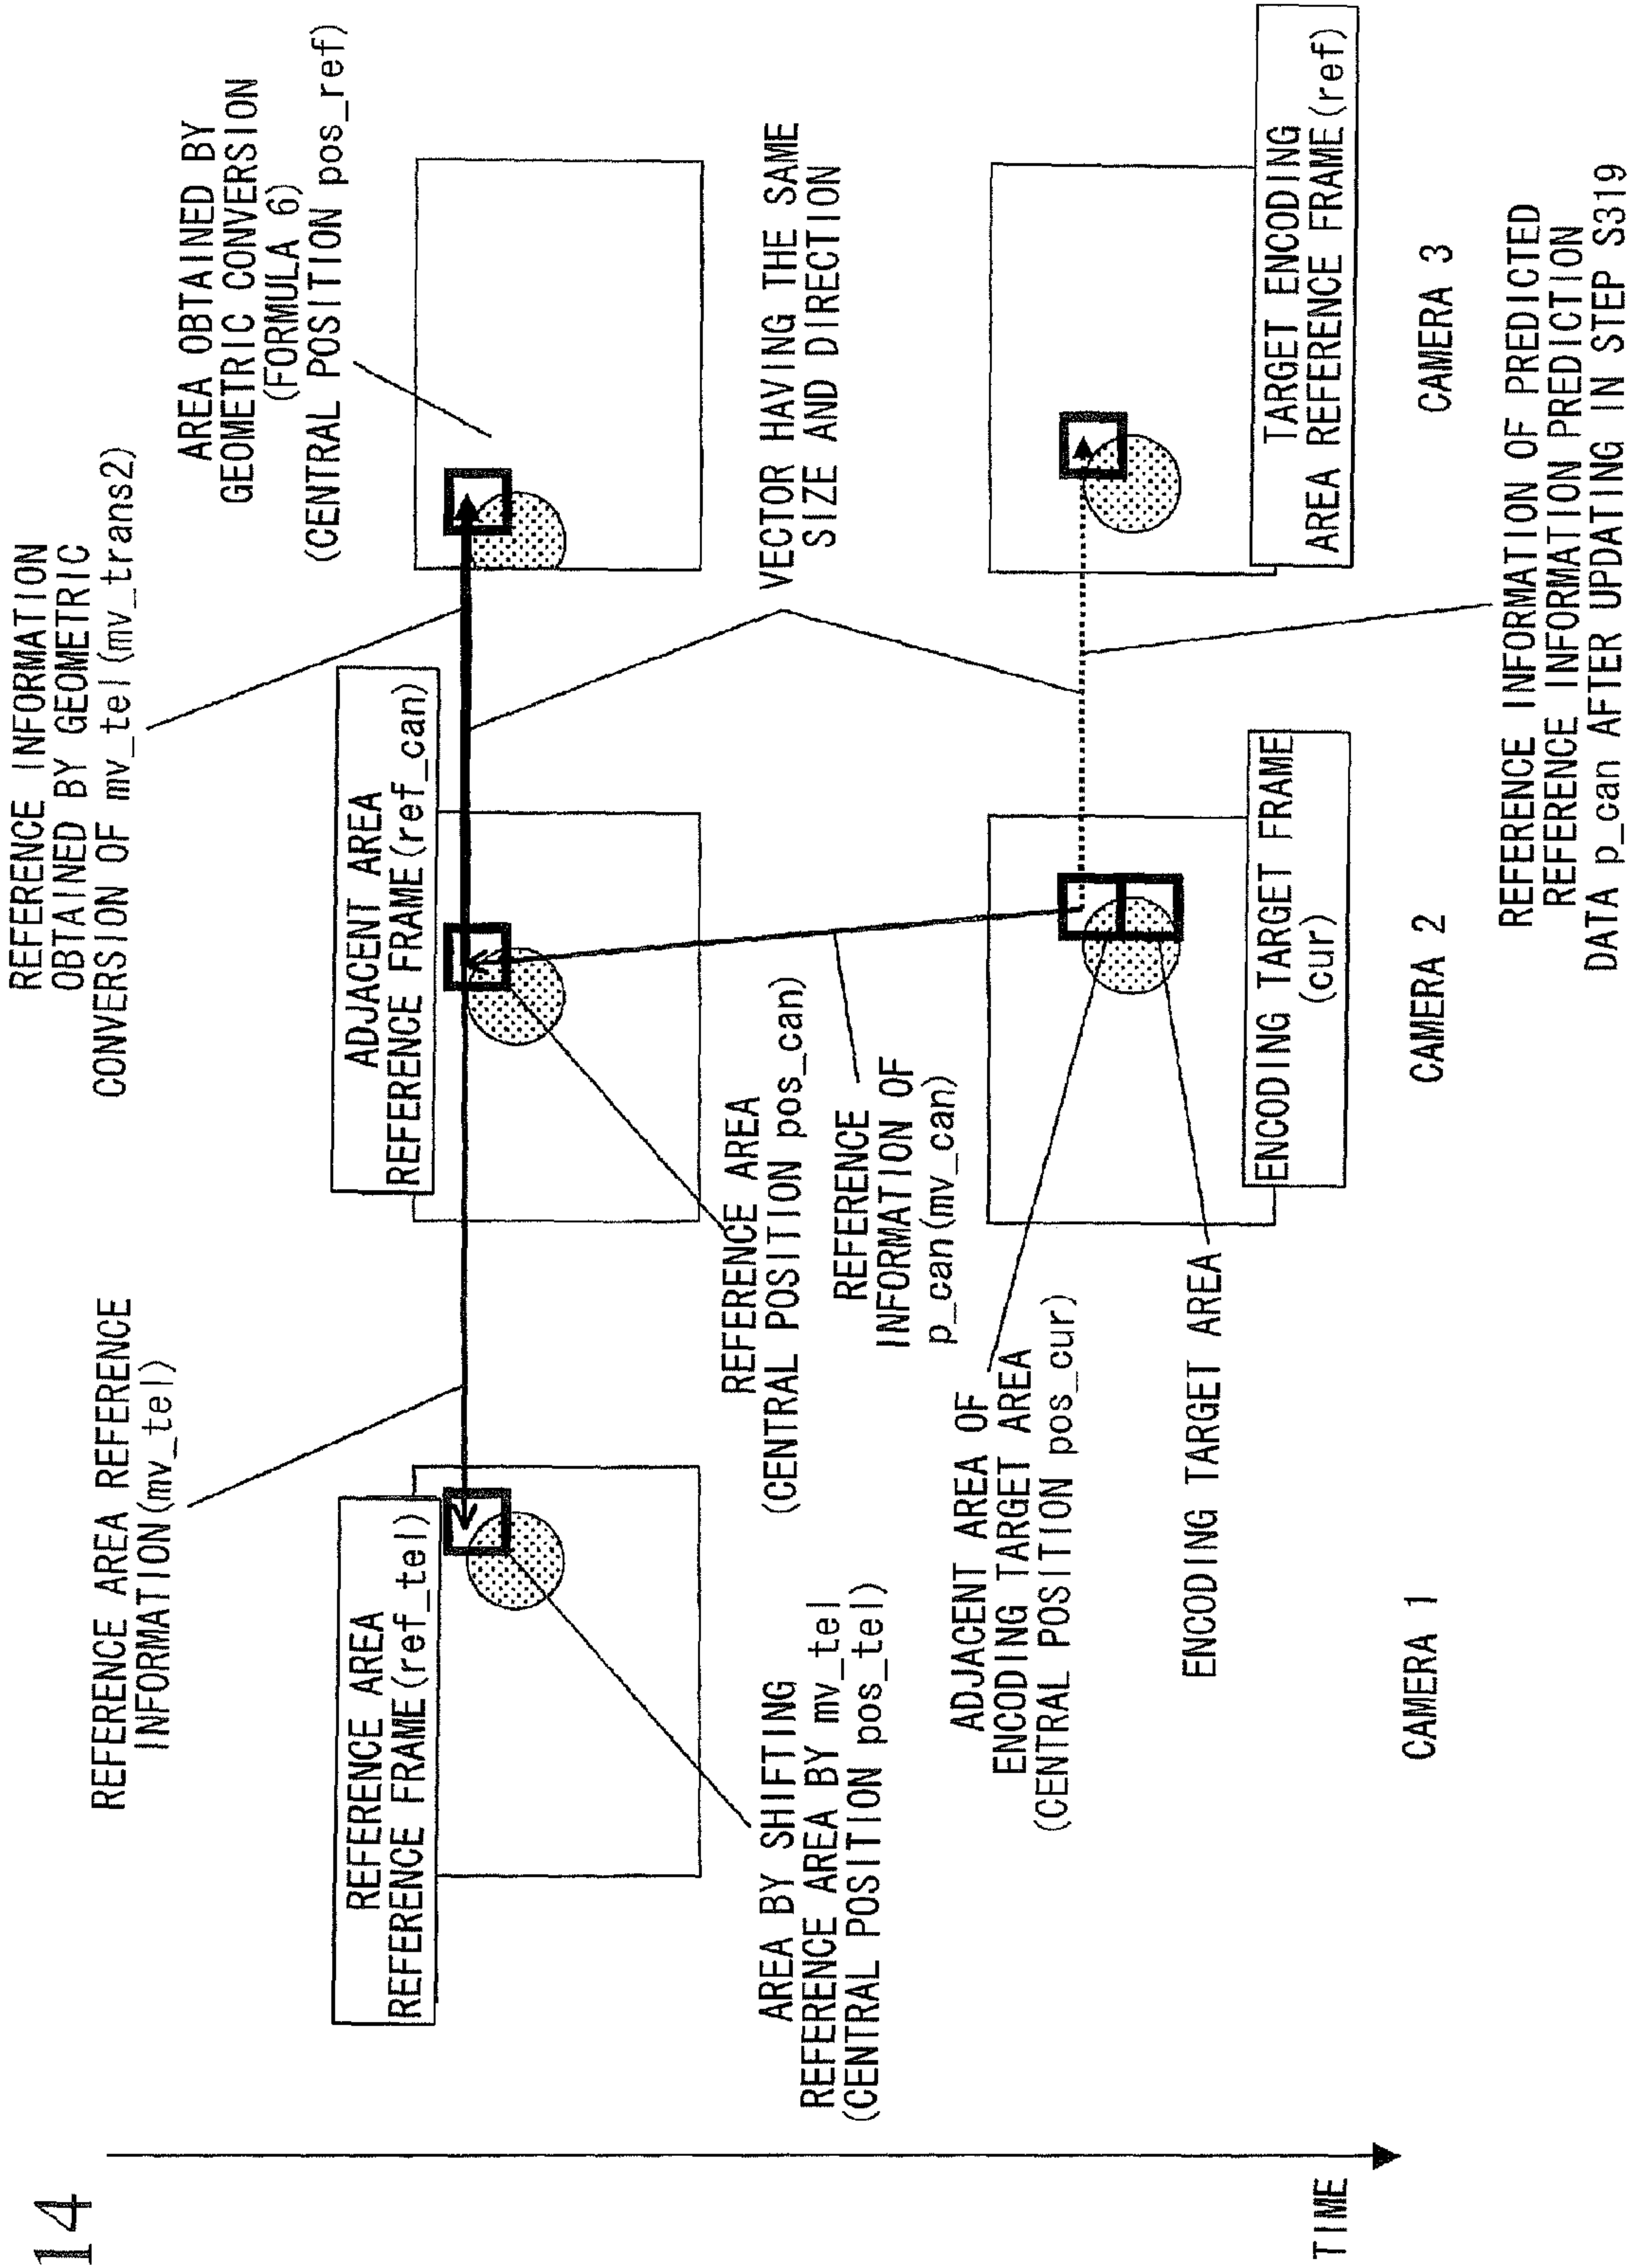 14
REFERENCE AREA REFERENCE
INFORMATION(mv_tel)
REFERENCE INFORMATION
OBTAINED BY GEOMETRIC
CONVERSION OF mv_tel(mv_trans2)
AREA OBTAINED BY
GEOMETRIC CONVERSION
(FORMULA 6)
(CENTRAL POSITION pos_ref)
REFERENCE AREA
REFERENCE FRAME(ref_tel)
ADJACENT AREA
REFERENCE FRAME(ref_can)
AREA BY SHIFTING
REFERENCE AREA BY mv_tel
(CENTRAL POSITION pos_tel)
REFERENCE AREA
(CENTRAL POSITION pos_can)
VECTOR HAVING THE SAME
SIZE AND DIRECTION
REFERENCE
INFORMATION OF
p_can(mv_can)
ADJACENT AREA OF
ENCODING TARGET AREA
(CENTRAL POSITION pos_cur)
ENCODING TARGET AREA
ENCODING TARGET FRAME
(cur)
TARGET ENCODING
AREA REFERENCE FRAME(ref)
TIME
CAMERA 1
CAMERA 2
CAMERA 3
REFERENCE INFORMATION OF PREDICTED
REFERENCE INFORMATION PREDICTION
DATA p_can AFTER UPDATING IN STEP S319